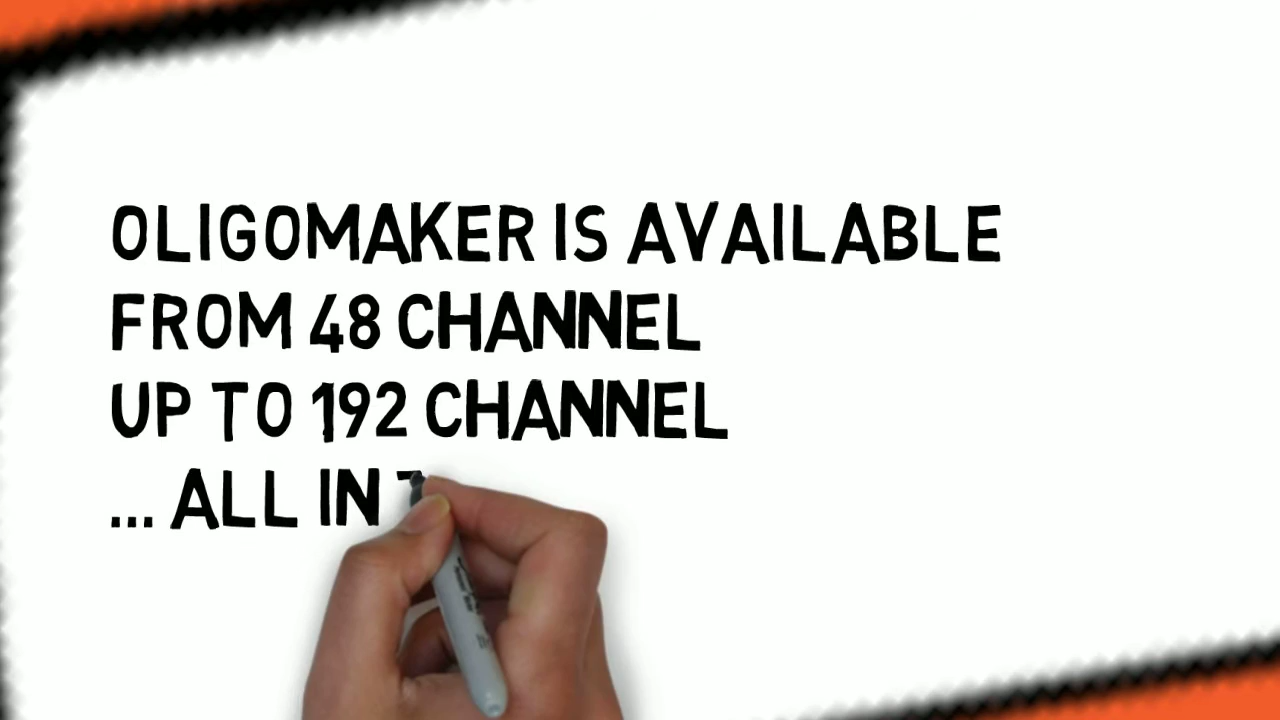 OLIGOMAKER IS AVAILABLE
FROM 48 CHANNEL
UP TO 192 CHANNEL
... ALL IN